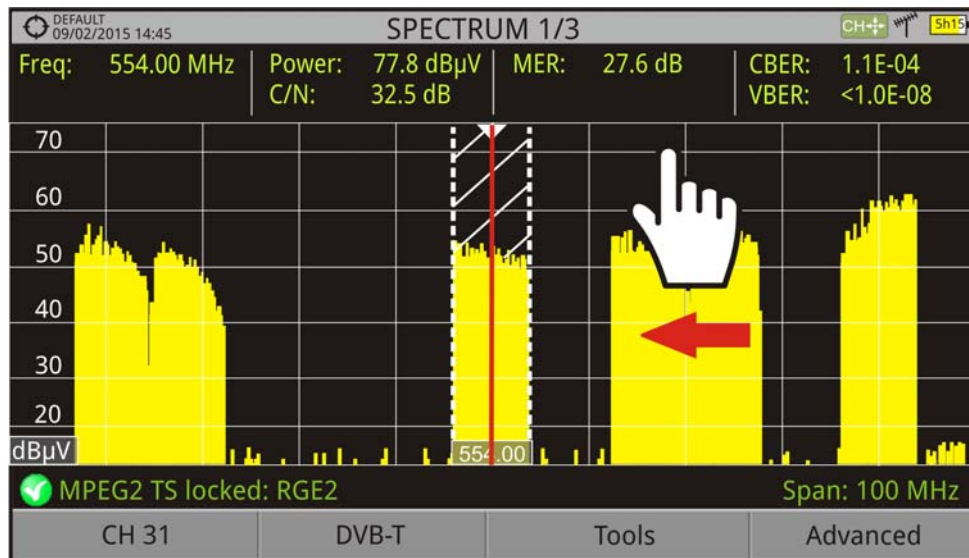 DEFAULT
09/02/2015 14:45
SPECTRUM 1/3
CH
5h15
Freq: 554.00 MHz
Power: 77.8 dBµV
MER: 27.6 dB
CBER: 1.1E-04
C/N: 32.5 dB
VBER: <1.0E-08
70
60
50
40
30
20
dBµV
554.00
MPEG2 TS locked: RGE2
Span: 100 MHz
CH 31
DVB-T
Tools
Advanced